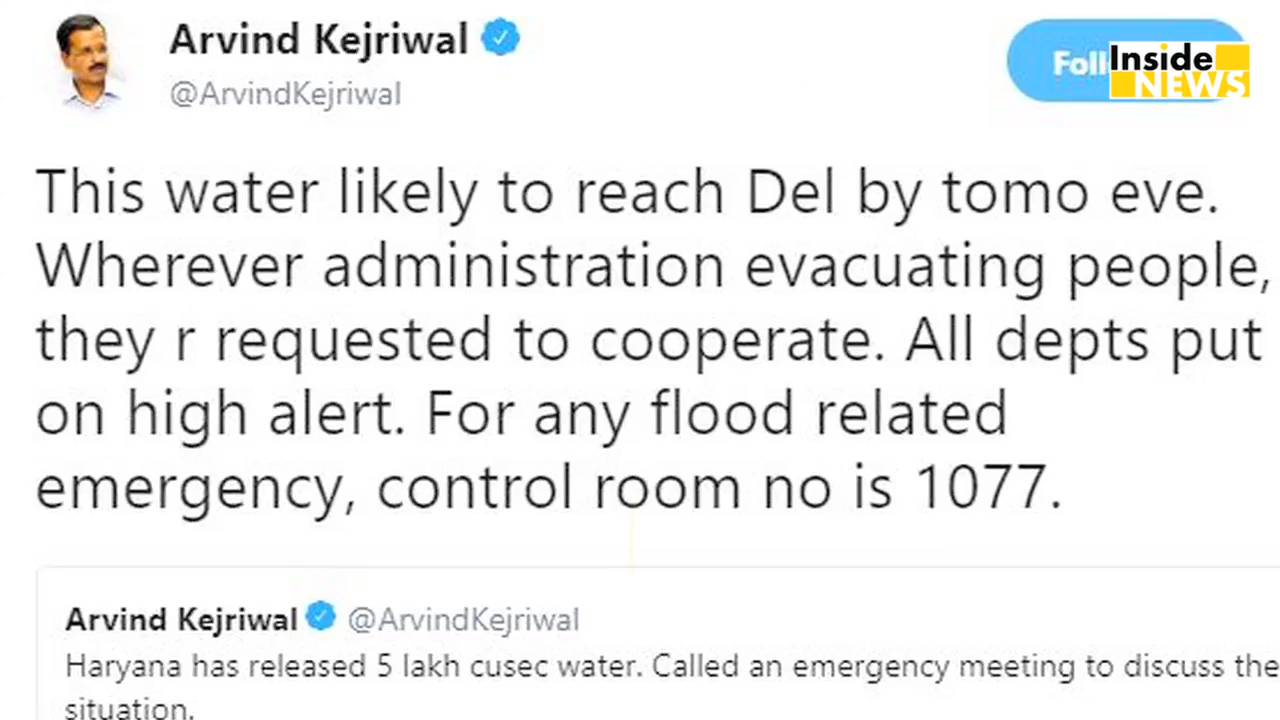 Arvind Kejriwal
@ArvindKejriwal
Inside
NEWS
This water likely to reach Del by tomo eve.
Wherever administration evacuating people,
they r requested to cooperate. All depts put
on high alert. For any flood related
emergency, control room no is 1077.
Arvind Kejriwal @ArvindKejriwal
Haryana has released 5 lakh cusec water. Called an emergency meeting to discuss the
situation.